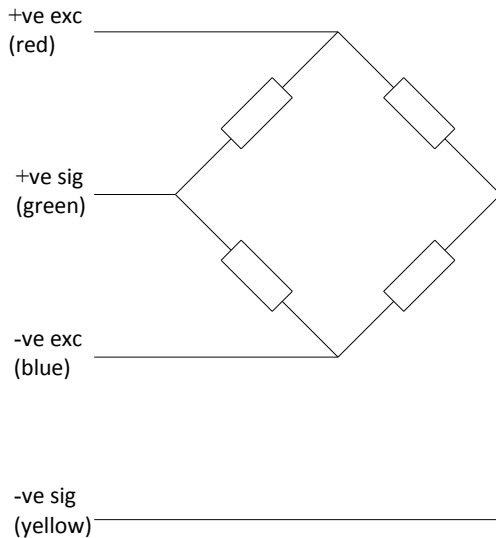 +ve exc
(red)
+ve sig
(green)
-ve exc
(blue)
-ve sig
(yellow)